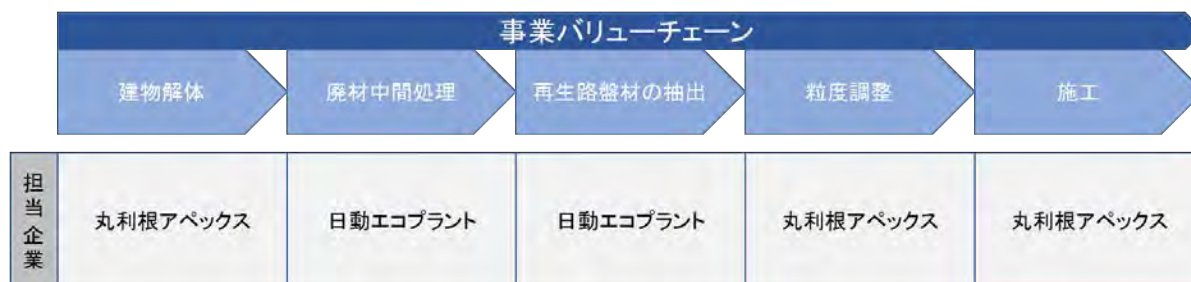 事業バリューチェーン
建物解体
廃材中間処理
再生路盤材の抽出
粒度調整
施工
担当企業
丸利根アペックス
日動エコプラント
日動エコプラント
丸利根アペックス
丸利根アペックス